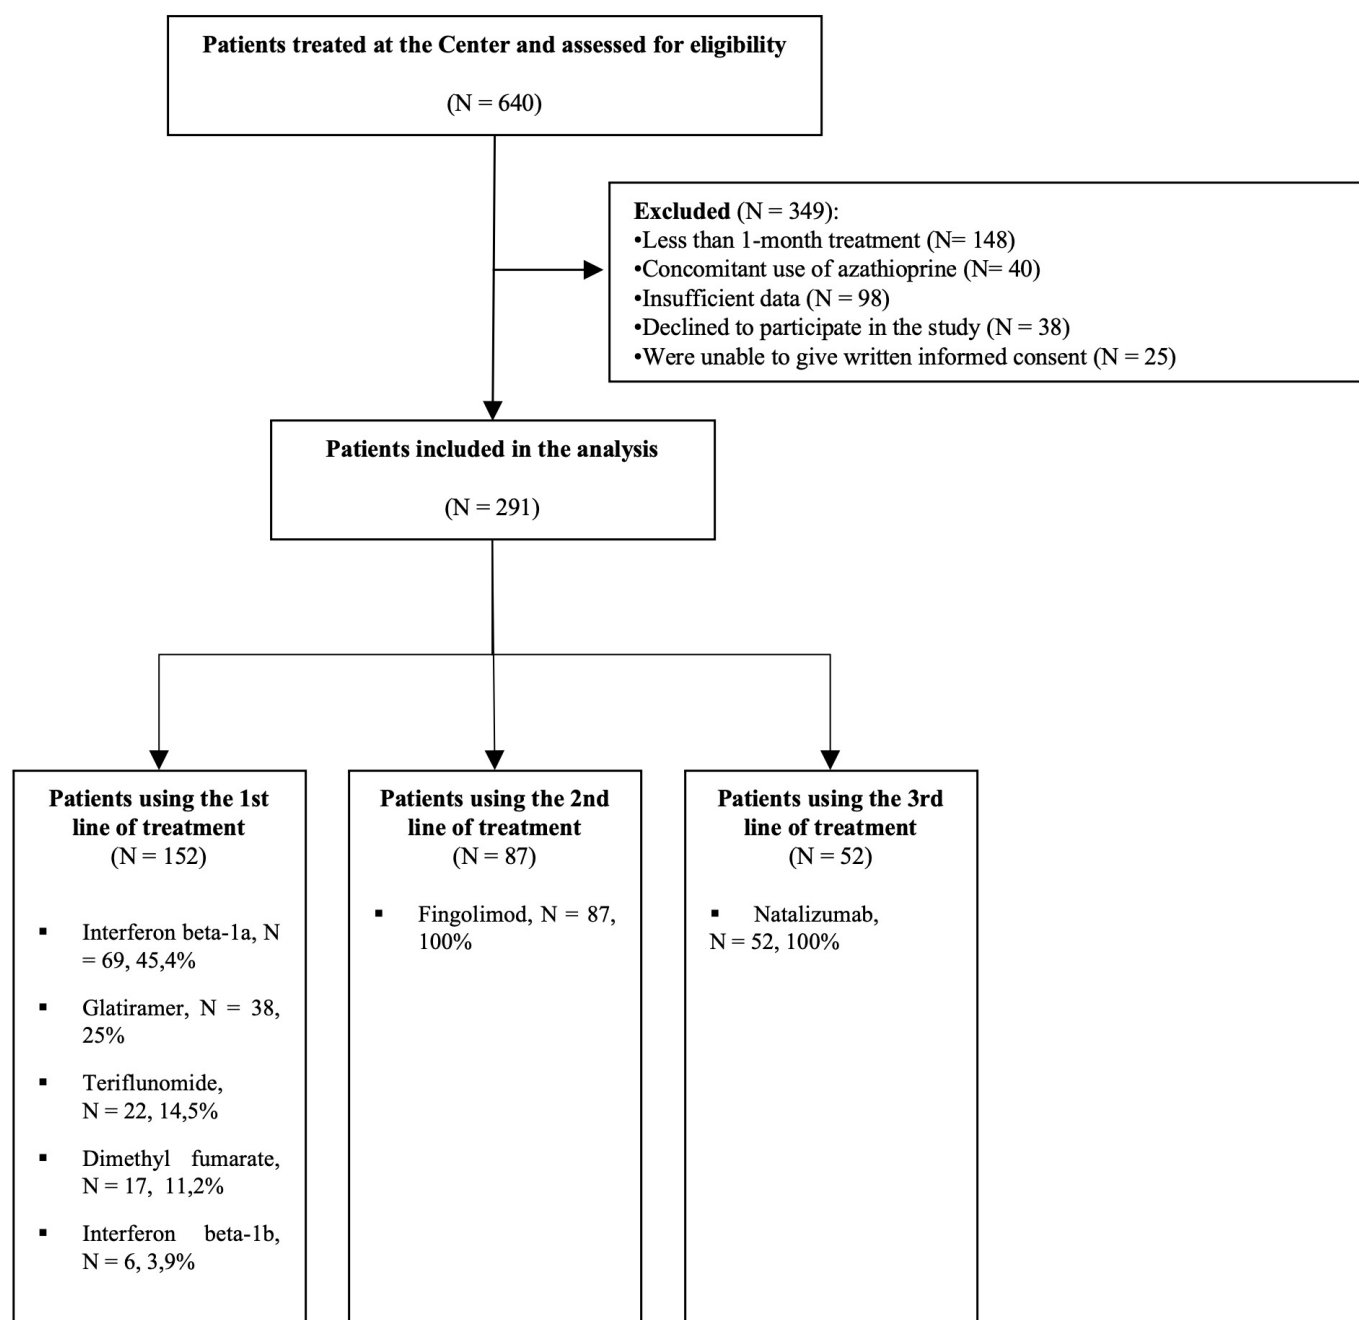 Patients treated at the Center and assessed for eligibility
(N = 640)
Excluded (N = 349):
•Less than 1-month treatment (N= 148)
•Concomitant use of azathioprine (N= 40)
•Insufficient data (N = 98)
•Declined to participate in the study (N = 38)
•Were unable to give written informed consent (N = 25)
Patients included in the analysis
(N = 291)
Patients using the 1st
line of treatment
(N = 152)
▪ Interferon beta-1a, N
= 69, 45,4%
▪ Glatiramer, N = 38,
25%
▪ Teriflunomide,
N = 22, 14,5%
▪ Dimethyl fumarate,
N = 17, 11,2%
▪ Interferon beta-1b,
N = 6, 3,9%
Patients using the 2nd
line of treatment
(N = 87)
▪ Fingolimod, N = 87,
100%
Patients using the 3rd
line of treatment
(N = 52)
▪ Natalizumab,
N = 52, 100%